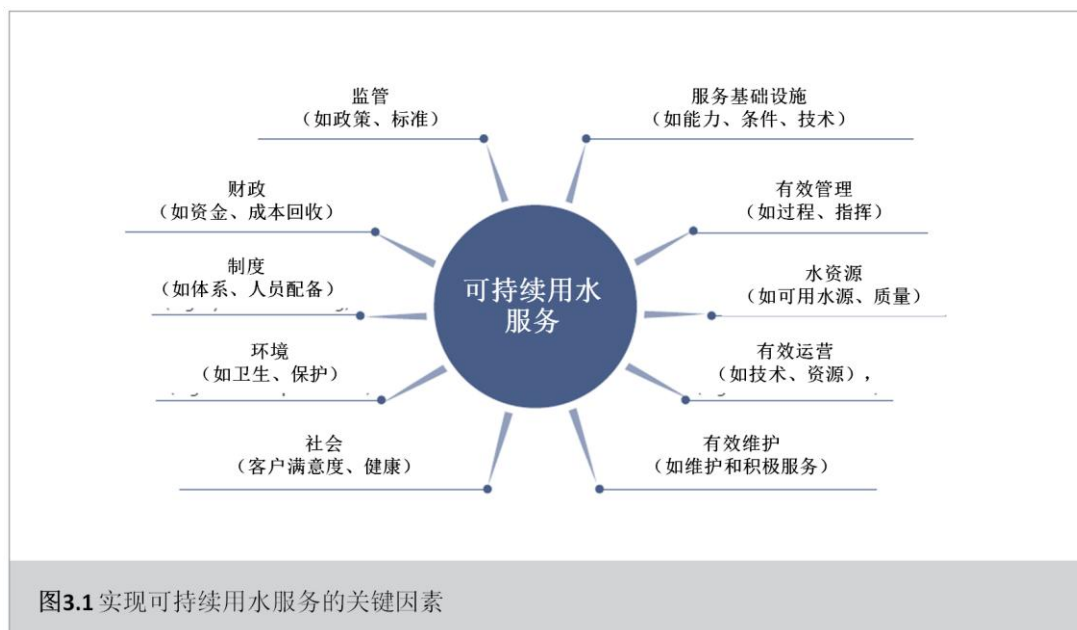 监管
（如政策、标准）
服务基础设施
（如能力、条件、技术）
财政
（如资金、成本回收）
有效管理
（如过程、指挥）
制度
（如体系、人员配备）
水资源
（如可用水源、质量）
可持续用水
服务
环境
（如卫生、保护）
有效运营
（如技术、资源），
社会
（客户满意度、健康）
有效维护
（如维护和积极服务）
图3.1 实现可持续用水服务的关键因素